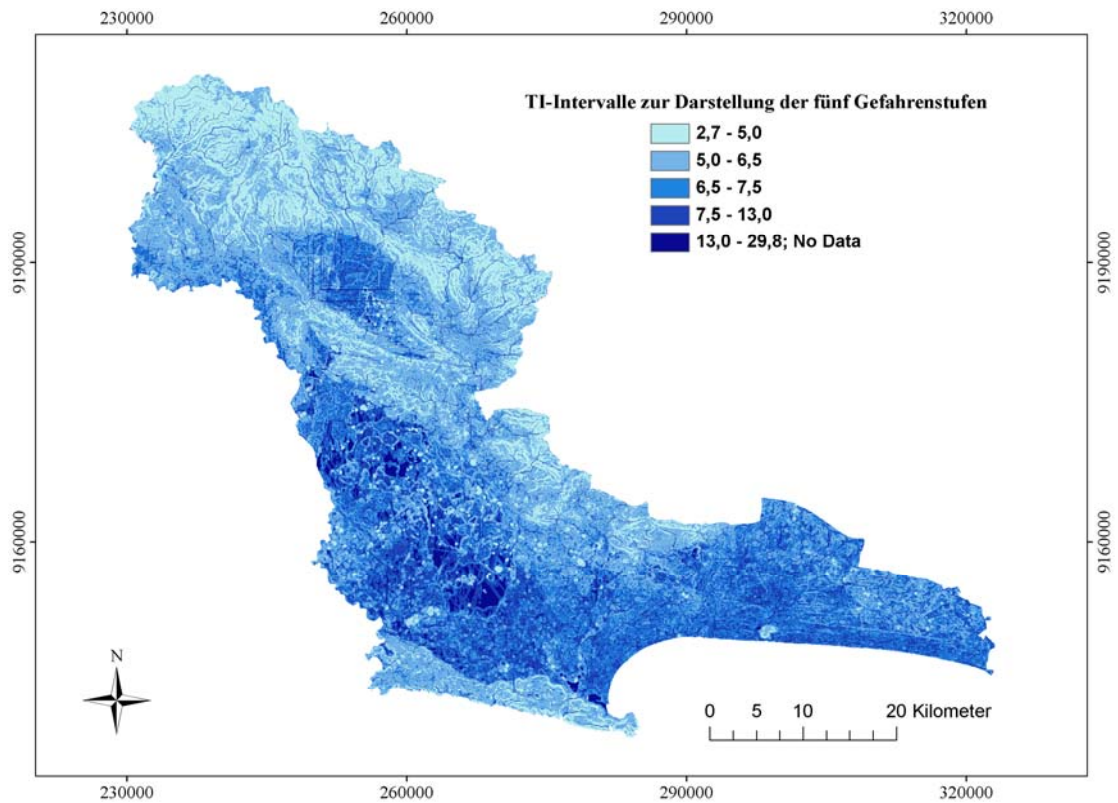 230000 260000 290000 320000
TI-Intervalle zur Darstellung der fünf Gefahrenstufen
2,7 - 5,0
5,0 - 6,5
6,5 - 7,5
7,5 - 13,0
13,0 - 29,8; No Data
9190000 9190000
9160000 9160000
N
0 5 10 20 Kilometer
230000 260000 290000 320000